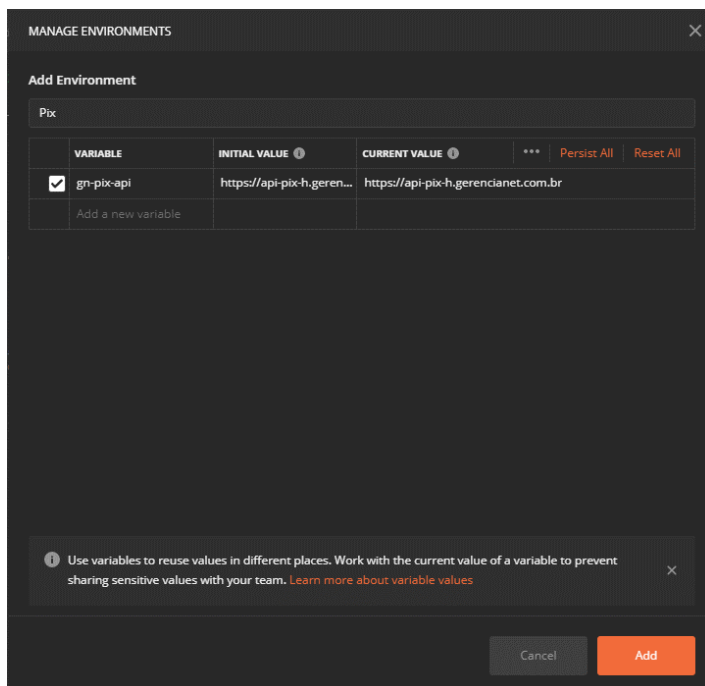 MANAGE ENVIRONMENTS
Add Environment
Pix
VARIABLE INITIAL VALUE CURRENT VALUE ••• Persist All Reset All
gn-pix-api https://api-pix-h.geren... https://api-pix-h.gerencianet.com.br
Add a new variable
Use variables to reuse values in different places. Work with the current value of a variable to prevent
sharing sensitive values with your team. Learn more about variable values
Cancel Add